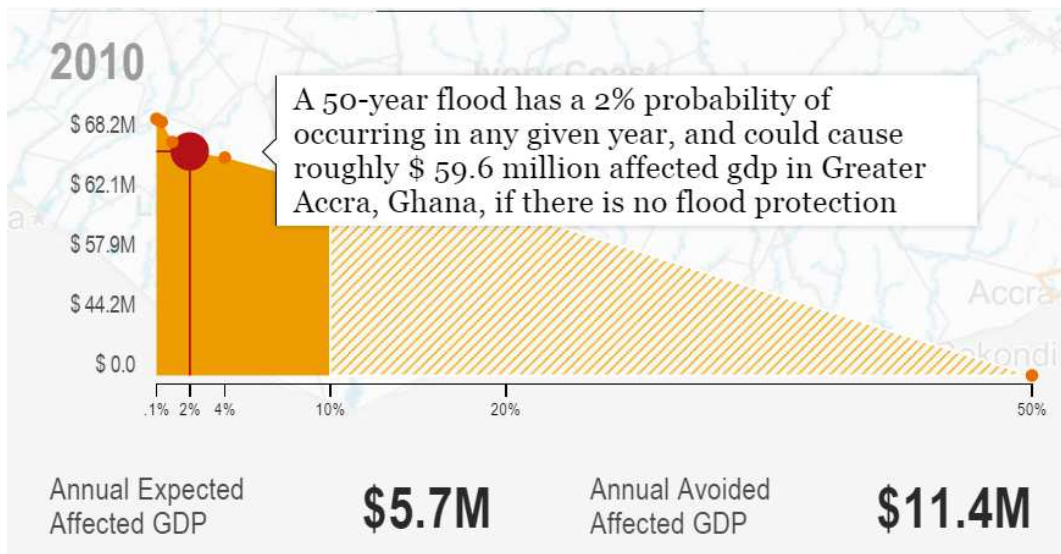 2010
Ivory Coast
A 50-year flood has a 2% probability of
occurring in any given year, and could cause
roughly $ 59.6 million affected gdp in Greater
Accra, Ghana, if there is no flood protection
$ 68.2M
$ 62.1M
$ 57.9M
$ 44.2M
$ 0.0
Accra
.1% 2% 4% 10% 20% 50%
Annual Expected
Affected GDP
$5.7M
Annual Avoided
Affected GDP
$11.4M